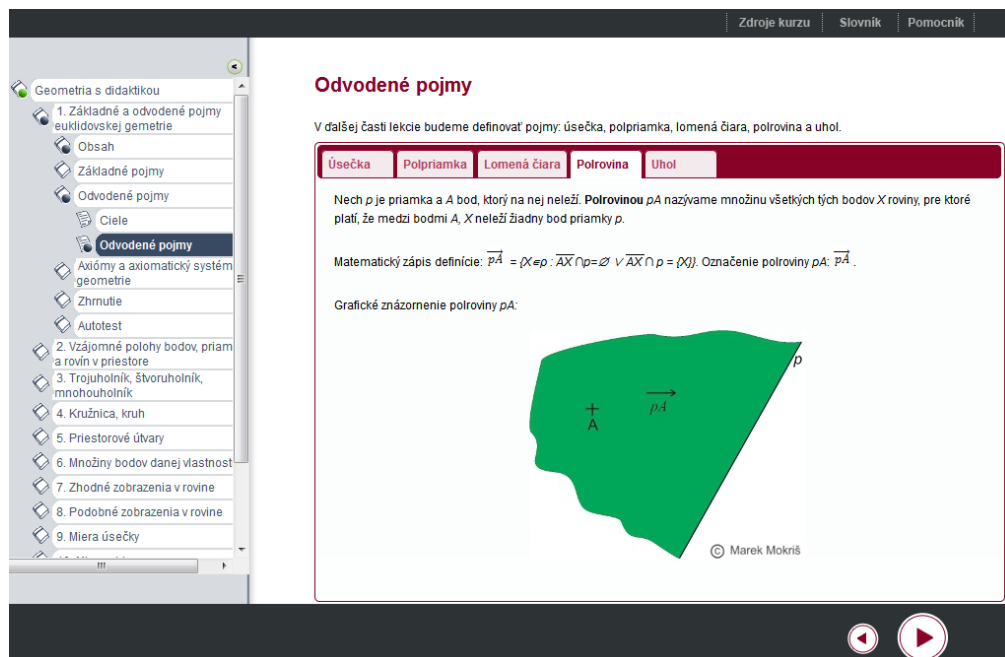 Zdroje kurzu Slovník Pomocník
Geometria s didaktikou
1. Základné a odvodené pojmy
euklidovskej gemetrie
Obsah
Základné pojmy
Odvodené pojmy
Ciele
Odvodené pojmy
Axiómy a axiomatický systém
geometrie
Zhrnutie
Autotest
2. Vzájomné polohy bodov, priam
a rovín v priestore
3. Trojuholník, štvoruholník,
mnohouholník
4. Kružnica, kruh
5. Priestorové útvary
6. Množiny bodov danej vlastnost
7. Zhodné zobrazenia v rovine
8. Podobné zobrazenia v rovine
9. Miera úsečky
Odvodené pojmy
V ďalšej časti lekcie budeme definovať pojmy: úsečka, polpriamka, lomená čiara, polrovina a uhol.
Úsečka Polpriamka Lomená čiara Polrovina Uhol
Nech p je priamka a A bod, ktorý na nej neleží. Polrovinou pA nazývame množinu všetkých tých bodov X roviny, pre ktoré
platí, že medzi bodmi A, X neleží žiadny bod priamky p.
Matematický zápis definície: pA = {X∈ρ : AX ∩p=∅ ∨ AX ∩ p = {X}}. Označenie polroviny pA: pA .
Grafické znázornenie polroviny pA:
p
A
pA
© Marek Mokriš